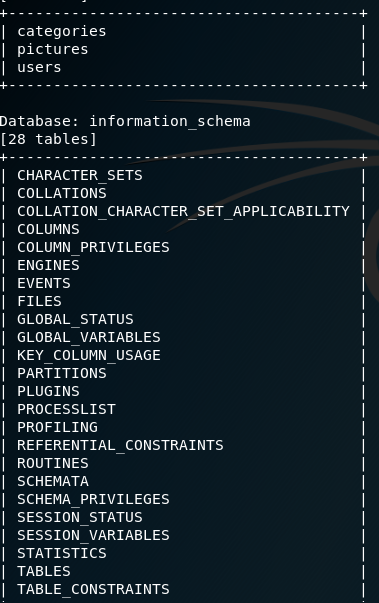 +---------------------------------------+
| categories                            |
| pictures                              |
| users                                 |
+---------------------------------------+
Database: information_schema
[28 tables]
+---------------------------------------+
| CHARACTER_SETS                        |
| COLLATIONS                            |
| COLLATION_CHARACTER_SET_APPLICABILITY |
| COLUMNS                               |
| COLUMN_PRIVILEGES                     |
| ENGINES                               |
| EVENTS                                |
| FILES                                 |
| GLOBAL_STATUS                         |
| GLOBAL_VARIABLES                      |
| KEY_COLUMN_USAGE                      |
| PARTITIONS                            |
| PLUGINS                               |
| PROCESSLIST                           |
| PROFILING                             |
| REFERENTIAL_CONSTRAINTS               |
| ROUTINES                              |
| SCHEMATA                              |
| SCHEMA_PRIVILEGES                     |
| SESSION_STATUS                        |
| SESSION_VARIABLES                     |
| STATISTICS                            |
| TABLES                                |
| TABLE_CONSTRAINTS                     |